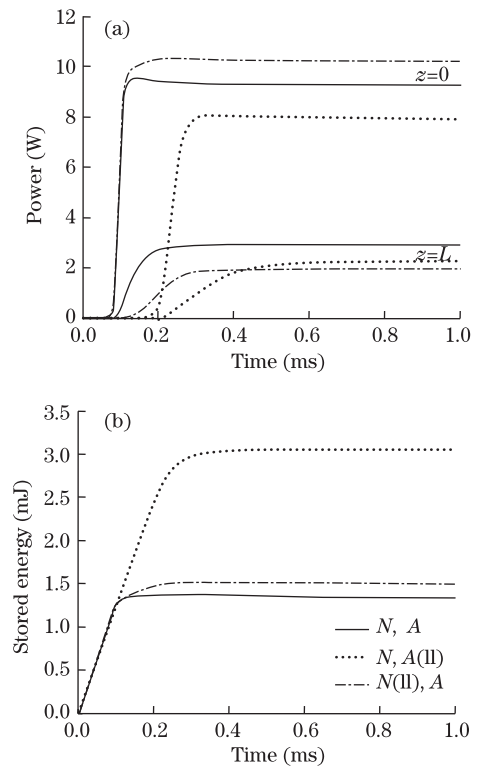 (a)
12
10
8
6
4
2
0
Power (W)
z=0
z=L
0.0 0.2 0.4 0.6 0.8 1.0
Time (ms)
(b)
3.5
3.0
2.5
2.0
1.5
1.0
0.5
0.0
Stored energy (mJ)
N, A
N, A(ll)
N(ll), A
0.0 0.2 0.4 0.6 0.8 1.0
Time (ms)